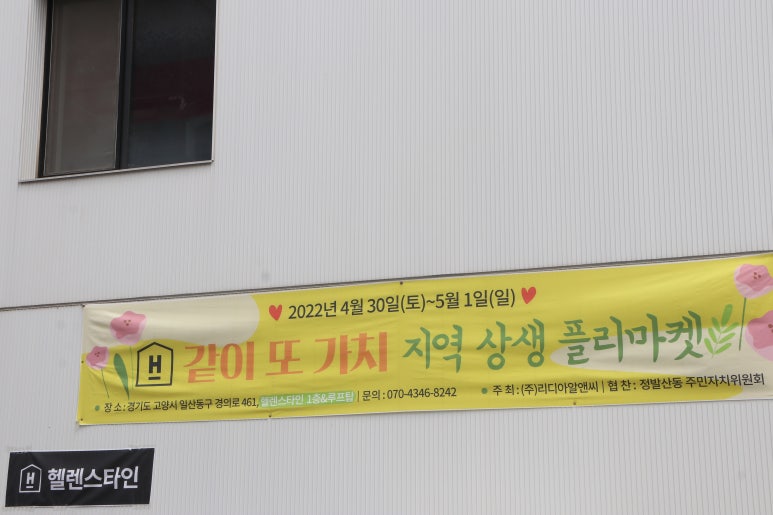 2022년 4월 30일(토)~5월 1일(일)
H 같이 또 가치 지역 상생 플리마켓
장소 : 경기도 고양시 일산동구 경의로 461, 헬렌스타인 1층&루프탑 | 문의 : 070-4346-8242 주최 : (주)리디아알앤씨 | 협찬 : 정발산동 주민자치위원회
H 헬렌스타인